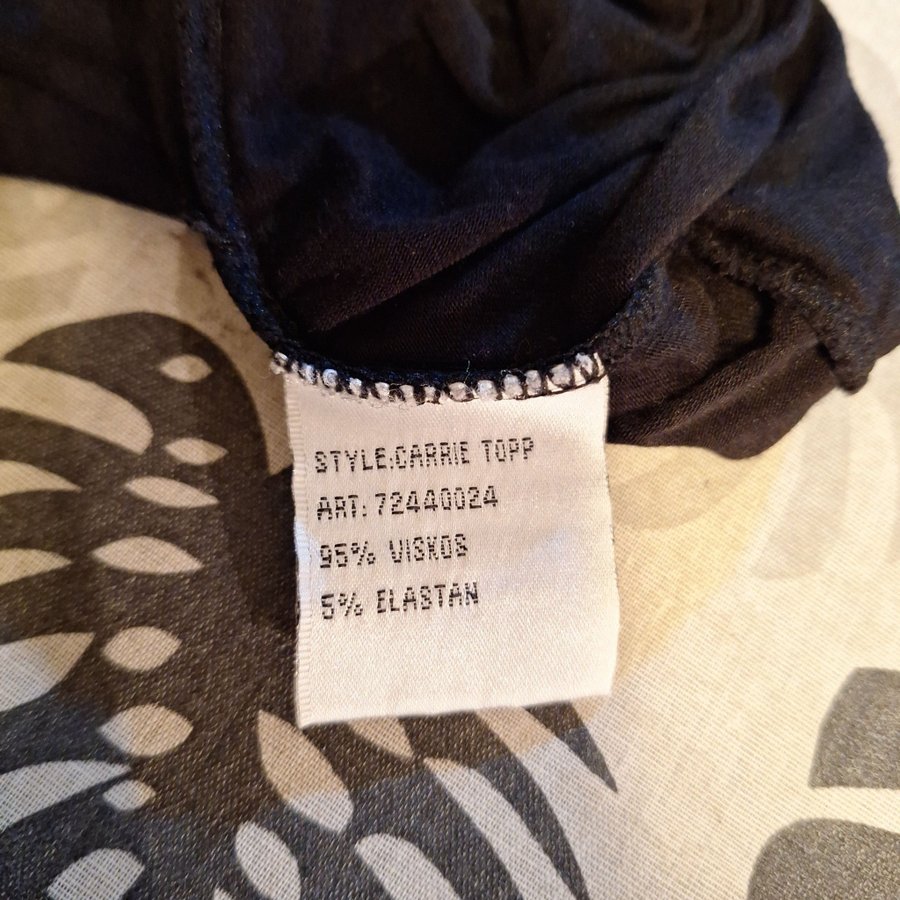 STYLE:CARRIE TOPP
ART: 72440024
95% VISKOS
5% ELASTAN